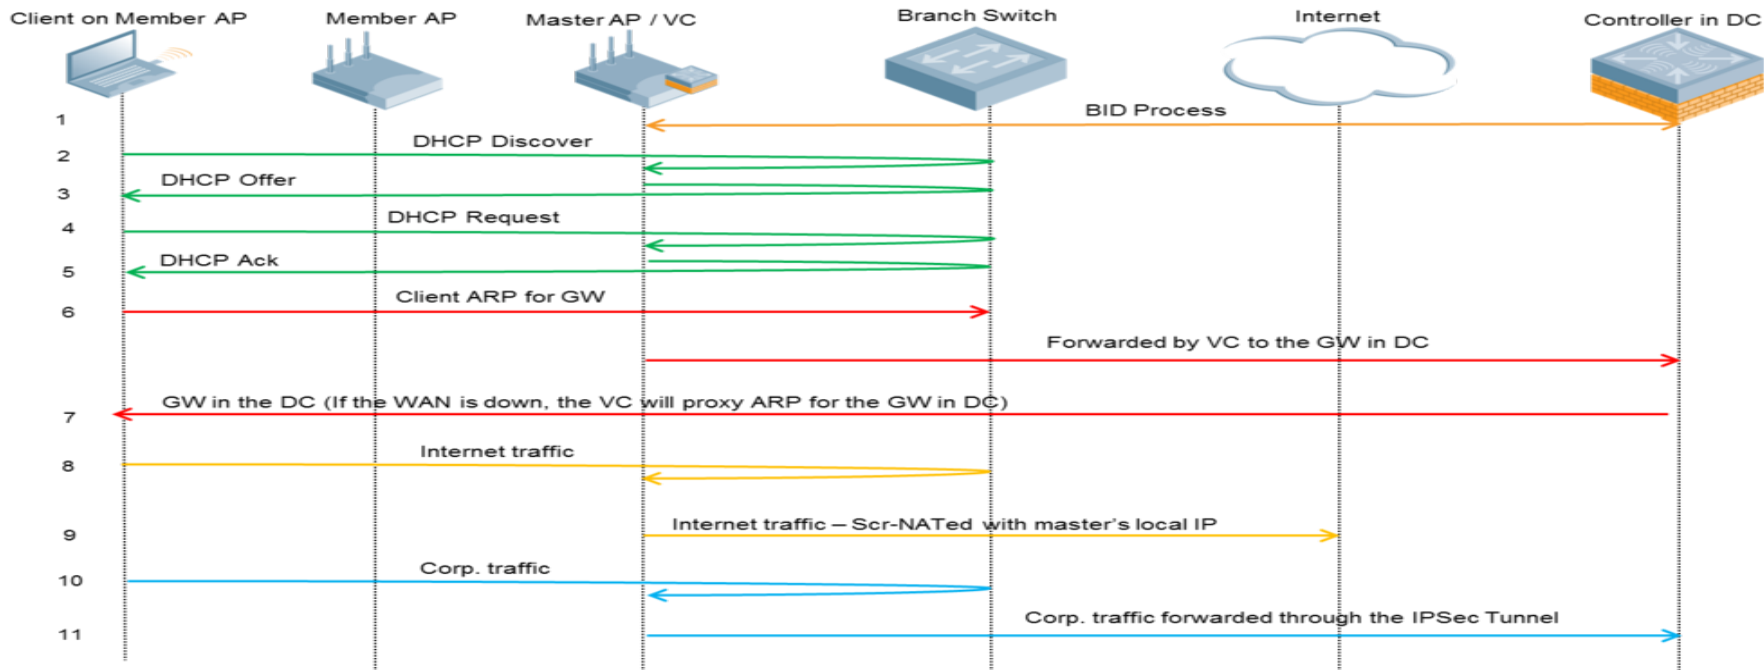 Client on Member AP
Member AP
Master AP / VC
Branch Switch
Internet
Controller in DC
1
BID Process
2
DHCP Discover
3
DHCP Offer
4
DHCP Request
5
DHCP Ack
6
Client ARP for GW
Forwarded by VC to the GW in DC
7
GW in the DC (If the WAN is down, the VC will proxy ARP for the GW in DC)
8
Internet traffic
9
Internet traffic – Scr-NATed with master's local IP
10
Corp. traffic
11
Corp. traffic forwarded through the IPSec Tunnel